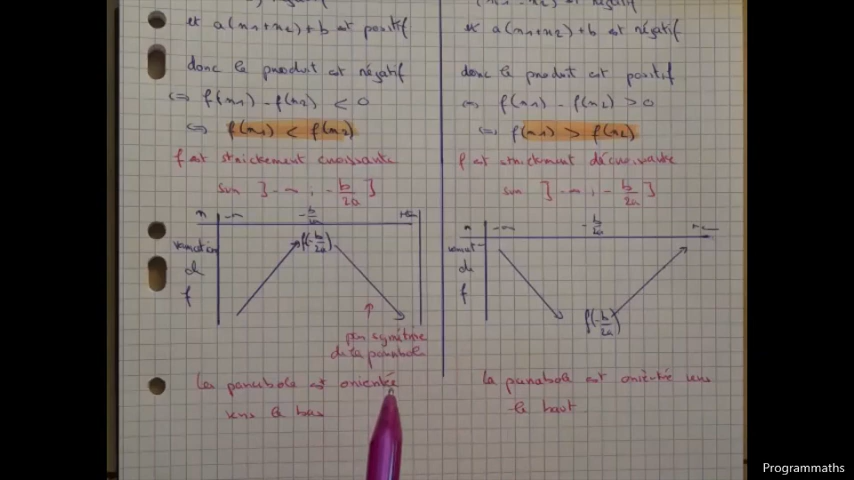 et a(x1+x2)+b est positif
donc le produit est négatif
⇔ f(x1) - f(x2) < 0
⇔ f(x1) < f(x2)
f est strictement croissante
sur ]-∞ ; -b/2a]
x -∞ -b/2a +∞
variation
de
f
f(-b/2a)
par symétrie
de la parabole
La parabole est orientée
vers le bas
et a(x1+x2)+b est négatif
donc le produit est positif
⇔ f(x1) - f(x2) > 0
⇔ f(x1) > f(x2)
f est strictement décroissante
sur ]-∞ ; -b/2a]
x -∞ -b/2a +∞
variat-
de
f
f(-b/2a)
la parabole est orientée vers
le haut
Programmaths